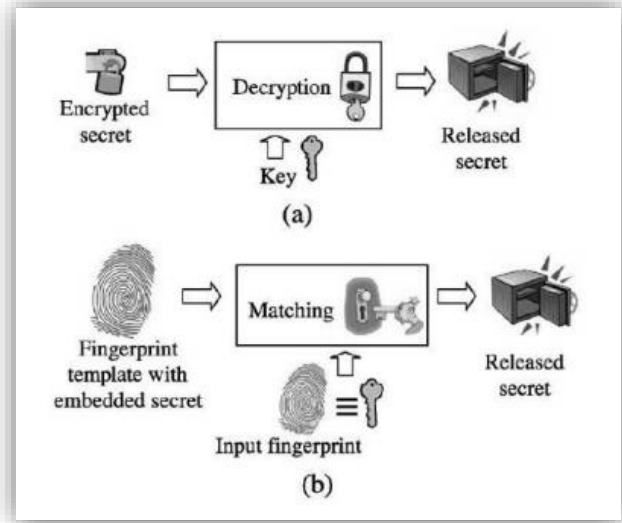 Encrypted
secret
Decryption
Released
secret
Key
(a)
Fingerprint
template with
embedded secret
Matching
Released
secret
Input fingerprint
(b)